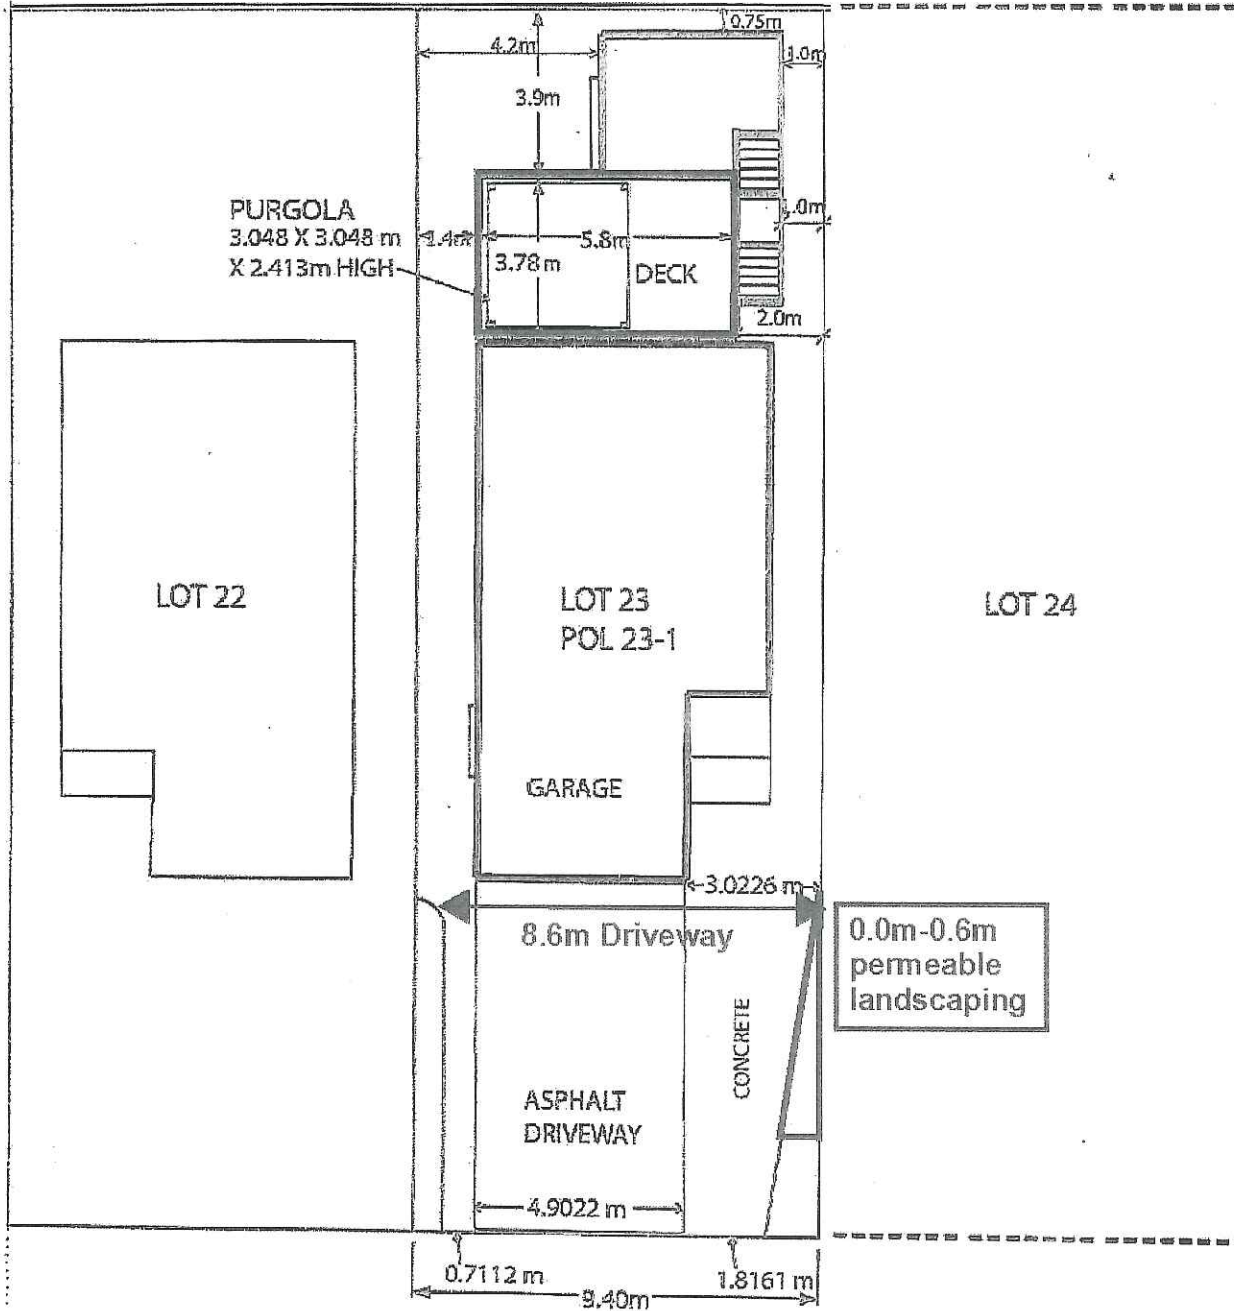 0.75m
4.2m
1.0m
3.9m
PURGOLA
3.048 X 3.048 m
X 2.413m HIGH
1.4m
5.8m
1.0m
3.78 m
DECK
2.0m
LOT 22
LOT 23
POL 23-1
LOT 24
GARAGE
3.0226 m
8.6m Driveway
0.0m-0.6m
permeable
landscaping
CONCRETE
ASPHALT
DRIVEWAY
4.9022 m
0.7112 m
1.8161 m
9.40m